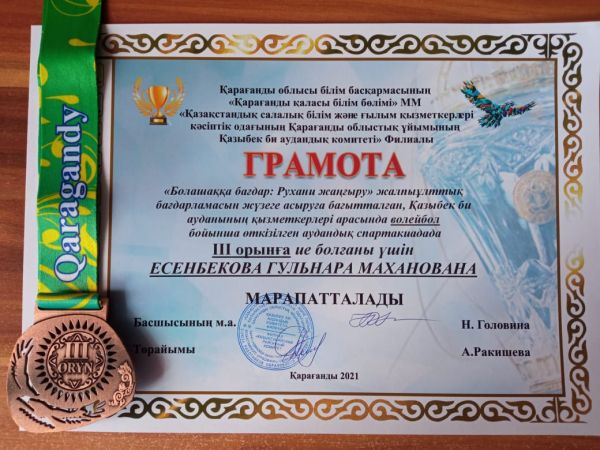 Қарағанды облысы білім басқармасының
«Қарағанды қаласы білім бөлімі» ММ
«Қазақстандық салалық білім және ғылым қызметкерлері
кәсіптік одағының Қарағанды облыстық ұйымының
Қазыбек би аудандық комитеті» Филиалы
ГРАМОТА
«Болашаққа бағдар: Рухани жаңғыру» жалпыұлттық
бағдарламасын жүзеге асыруға бағытталған, Қазыбек би
ауданының қызметкерлері арасында волейбол
бойынша өткізілген аудандық спартакиадада
III орынға ие болғаны үшін
ЕСЕНБЕКОВА ГУЛЬНАРА МАХАНОВАНА
МАРАПАТТАЛАДЫ
Басшысының м.а.
Н. Головина
Төрайымы
А.Ракишева
Қарағанды 2021
Qaragandy
III
ORYN